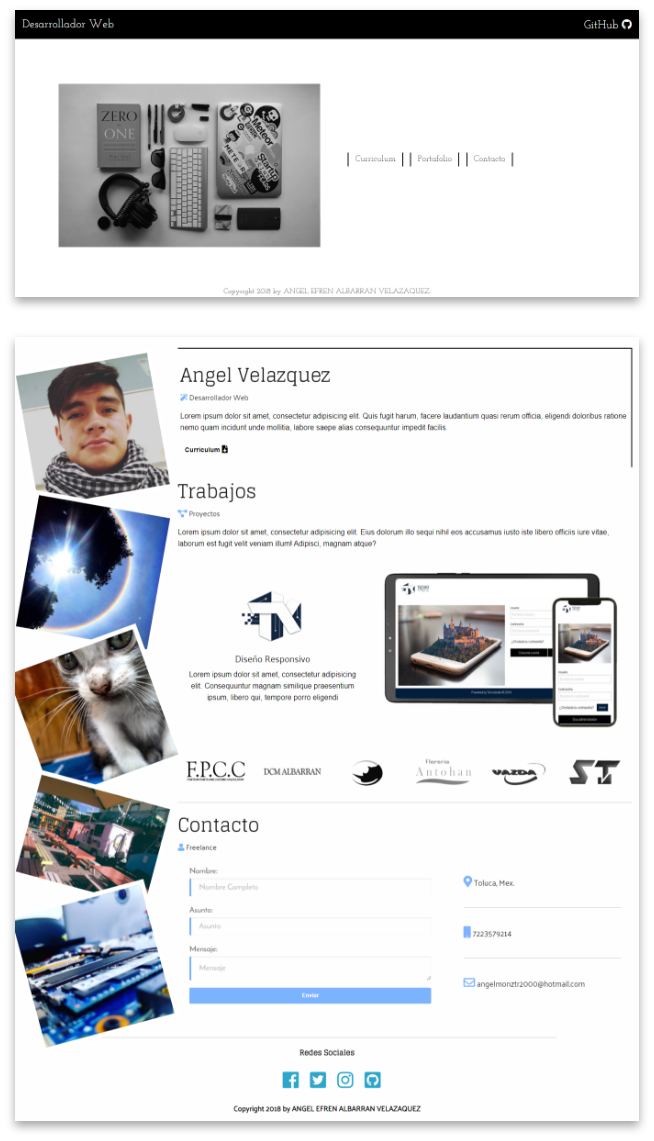 Desarrollador Web
GitHub
ZERO
ONE
METEOR
Meteor
Startup
Curriculum
Portafolio
Contacto
Copyright 2018 by ANGEL EFREN ALBARRAN VELAZAQUEZ
Angel Velazquez
Desarrollador Web
Lorem ipsum dolor sit amet, consectetur adipisicing elit. Quis fugit harum, facere laudantium quasi rerum officia, eligendi doloribus ratione
nemo quam incidunt unde mollitia, labore saepe alias consequuntur impedit facilis.
Curriculum
Trabajos
Proyectos
Lorem ipsum dolor sit amet, consectetur adipisicing elit. Eius dolorum illo sequi nihil eos accusamus iusto iste libero officiis iure vitae,
laborum est fugit velit veniam illum! Adipisci, magnam atque?
Diseño Responsivo
Lorem ipsum dolor sit amet, consectetur adipisicing
elit. Consequuntur magnam similique praesentium
ipsum, libero qui, tempore porro eligendi
F.P.C.C
DCM ALBARRAN
Floreria
Autohan
VAZDA
ST
Contacto
Freelance
Nombre:
Nombre Completo
Asunto:
Asunto
Mensaje:
Mensaje
Enviar
Toluca, Mex.
7223579214
angelmonztr2000@hotmail.com
Redes Sociales
Copyright 2018 by ANGEL EFREN ALBARRAN VELAZAQUEZ